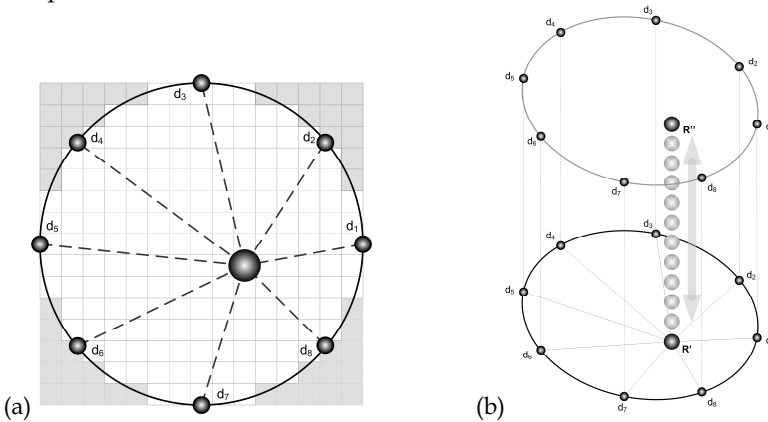 d₃
d₄
d₂
d₅
d₁
d₆
d₈
d₇
(a)
d₃
d₄
d₂
d₅
R''
d₆
d₇
d₈
d₃
d₄
d₂
d₅
R'
d₆
d₇
d₈
(b)